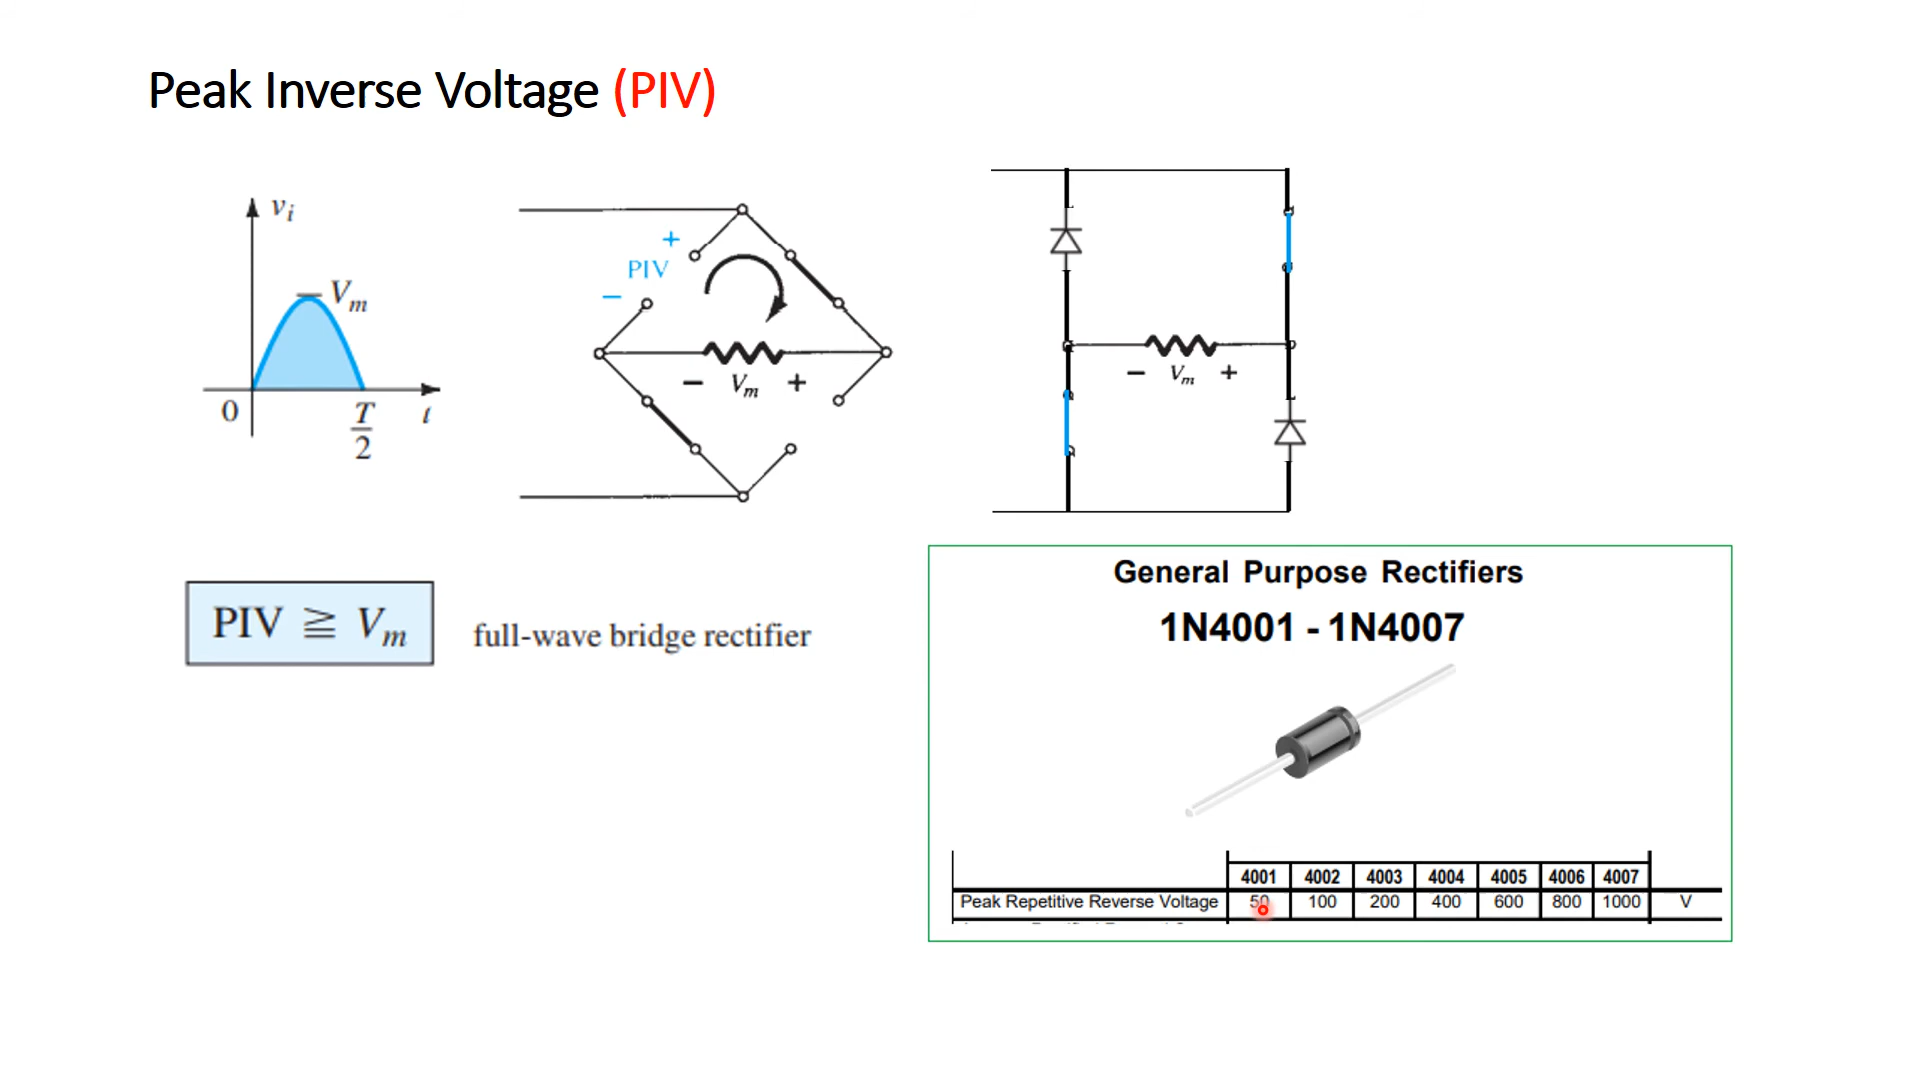 Peak Inverse Voltage (PIV)
vi
Vm
0
T
2
t
+
PIV
−
− Vm +
− Vm +
PIV ≧ Vm
full-wave bridge rectifier
General Purpose Rectifiers
1N4001 - 1N4007
4001 4002 4003 4004 4005 4006 4007
Peak Repetitive Reverse Voltage 50 100 200 400 600 800 1000 V